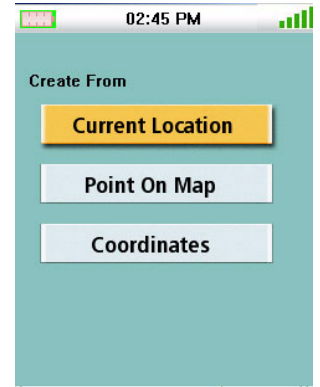 02:45 PM
Create From
Current Location
Point On Map
Coordinates